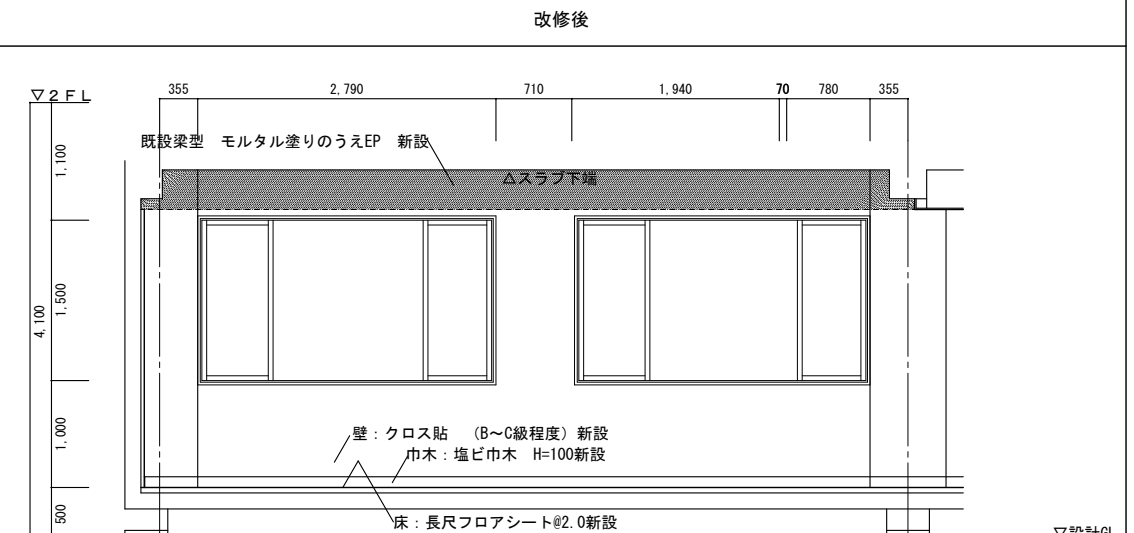 改修後
▽2FL
355 2,790 710 1,940 70 780 355
既設梁型 モルタル塗りのうえEP 新設
△スラブ下端
1,100
1,500
4,100
1,000
500
壁：クロス貼 （B～C級程度）新設
巾木：塩ビ巾木 H=100新設
床：長尺フロアシート@2.0新設
▽設計GL